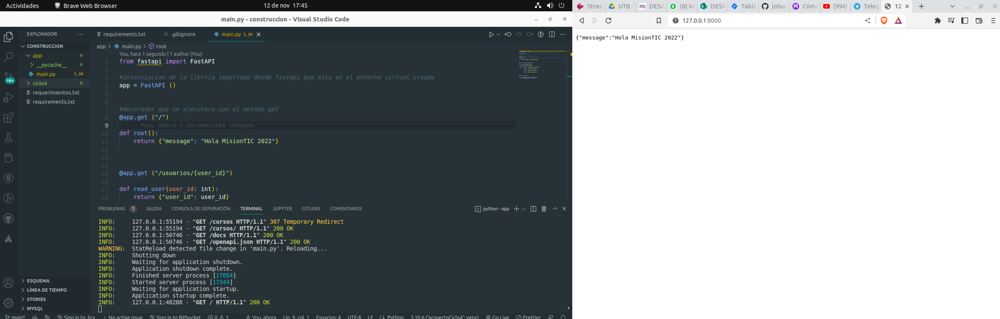 Actividades Brave Web Browser 12 de nov 17:45
main.py - construccion - Visual Studio Code
EXPLORADOR ···
CONSTRUCCION
app
__pycache__
main.py 1, M
ciclo4
requerimientos.txt
requirements.txt
1K+
ESQUEMA
LÍNEA DE TIEMPO
STORIES
MYSQL
requirements.txt .gitignore main.py 1, M
app > main.py > root
You, hace 1 segundo | 1 author (You)
1 from fastapi import FastAPI
2
3 #intanciacion de la librria importada desde fastapi que esta en el entorno virtual creado
4 app = FastAPI ()
5
6
7 #decorador que se ejecutara con el metodo get
8 @app.get ("/")
9 You, ahora • Uncommitted changes
10 def root():
11 return {"message": "Hola MisionTIC 2022"}
12
13
14
15 @app.get ("/usuarios/{user_id}")
16
17 def read_user(user_id: int):
18 return {"user_id": user_id}
PROBLEMAS 1 SALIDA CONSOLA DE DEPURACIÓN TERMINAL JUPYTER GITLENS COMENTARIOS python - app
INFO: 127.0.0.1:55194 - "GET /cursos HTTP/1.1" 307 Temporary Redirect
INFO: 127.0.0.1:55194 - "GET /cursos/ HTTP/1.1" 200 OK
INFO: 127.0.0.1:50746 - "GET /docs HTTP/1.1" 200 OK
INFO: 127.0.0.1:50746 - "GET /openapi.json HTTP/1.1" 200 OK
WARNING: StatReload detected file change in 'main.py'. Reloading...
INFO: Shutting down
INFO: Waiting for application shutdown.
INFO: Application shutdown complete.
INFO: Finished server process [17054]
INFO: Started server process [17344]
INFO: Waiting for application startup.
INFO: Application startup complete.
INFO: 127.0.0.1:48288 - "GET / HTTP/1.1" 200 OK
main* Sign in to Jira No active issue Sign in to Bitbucket 0 1 You, ahora Lín. 9, col. 1 Espacios: 4 UTF-8 LF Python 3.10.6 ('proyectoCiclo4': venv) Go Live Prettier
Strea UTB - DESA (8) W DESA Table jobur Cómo (994) Teleg 12
127.0.0.1:8000
{"message":"Hola MisionTIC 2022"}